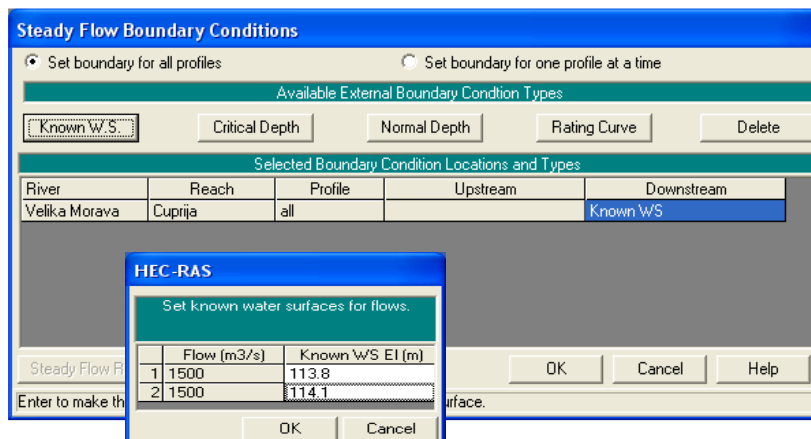 Steady Flow Boundary Conditions
Set boundary for all profiles Set boundary for one profile at a time
Available External Boundary Condtion Types
Known W.S. Critical Depth Normal Depth Rating Curve Delete
Selected Boundary Condition Locations and Types
River Reach Profile Upstream Downstream
Velika Morava Cuprija all Known WS
HEC-RAS
Set known water surfaces for flows.
Flow (m3/s) Known WS El (m)
1 1500 113.8
2 1500 114.1
OK Cancel
Steady Flow OK Cancel Help
Enter to make urface.